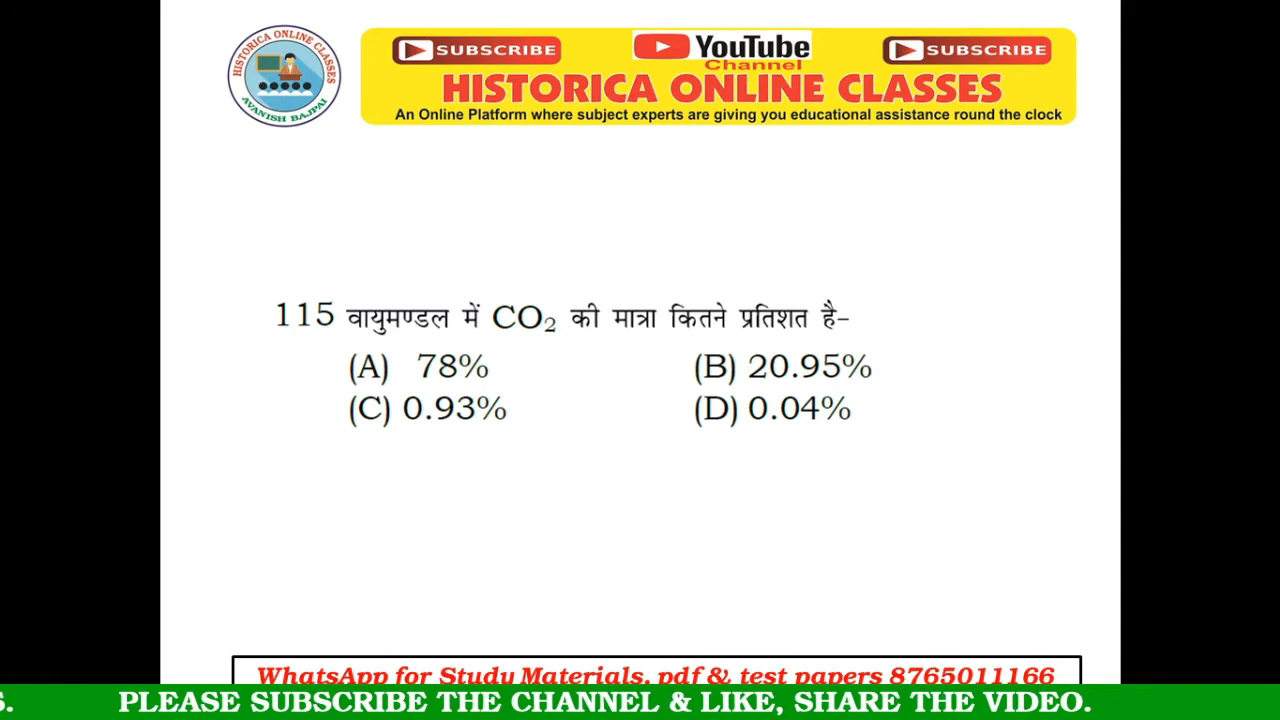 HISTORICA ONLINE CLASSES
AVANISH BAJPAI
SUBSCRIBE
YouTube
Channel
SUBSCRIBE
HISTORICA ONLINE CLASSES
An Online Platform where subject experts are giving you educational assistance round the clock
115 वायुमण्डल में CO₂ की मात्रा कितने प्रतिशत है-
(A) 78% (B) 20.95%
(C) 0.93% (D) 0.04%
WhatsApp for Study Materials, pdf & test papers 8765011166
S. PLEASE SUBSCRIBE THE CHANNEL & LIKE, SHARE THE VIDEO.